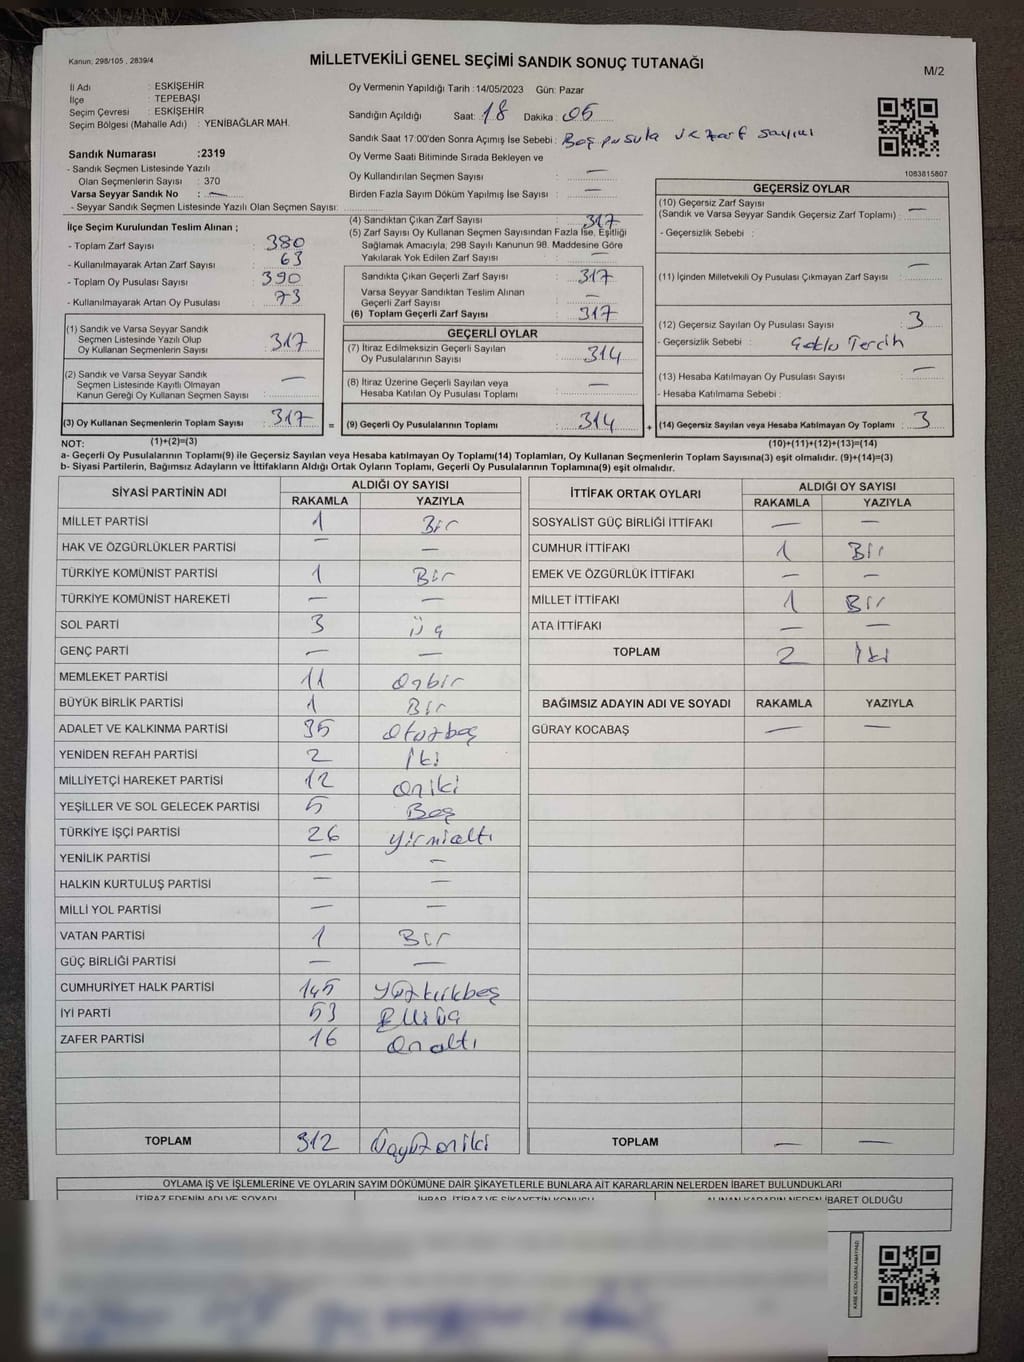 Kanun, 298/105 , 2839/4
MİLLETVEKİLİ GENEL SEÇİMİ SANDIK SONUÇ TUTANAĞI
M/2
İl Adı : ESKİŞEHİR
İlçe : TEPEBAŞI
Seçim Çevresi : ESKİŞEHİR
Seçim Bölgesi (Mahalle Adı) : YENİBAĞLAR MAH.
Sandık Numarası :2319
- Sandık Seçmen Listesinde Yazılı
Olan Seçmenlerin Sayısı : 370
Varsa Seyyar Sandık No : —
- Seyyar Sandık Seçmen Listesinde Yazılı Olan Seçmen Sayısı:
Oy Vermenin Yapıldığı Tarih : 14/05/2023 Gün: Pazar
Sandığın Açıldığı Saat: 18 Dakika: 05
Sandık Saat 17:00'den Sonra Açımış İse Sebebi : Boş pusula ve zarf sayımı
Oy Verme Saati Bitiminde Sırada Bekleyen ve
Oy Kullandırılan Seçmen Sayısı : —
Birden Fazla Sayım Döküm Yapılmış İse Sayısı : —
1083815807
İlçe Seçim Kurulundan Teslim Alınan ;
- Toplam Zarf Sayısı : 380
- Kullanılmayarak Artan Zarf Sayısı : 63
- Toplam Oy Pusulası Sayısı : 390
- Kullanılmayarak Artan Oy Pusulası : 73
(1) Sandık ve Varsa Seyyar Sandık
Seçmen Listesinde Yazılı Olup
Oy Kullanan Seçmenlerin Sayısı : 317
(2) Sandık ve Varsa Seyyar Sandık
Seçmen Listesinde Kayıtlı Olmayan
Kanun Gereği Oy Kullanan Seçmen Sayısı : —
(3) Oy Kullanan Seçmenlerin Toplam Sayısı : 317
(1)+(2)=(3)
(4) Sandıktan Çıkan Zarf Sayısı : 317
(5) Zarf Sayısı Oy Kullanan Seçmen Sayısından Fazla İse, Eşitliği
Sağlamak Amacıyla, 298 Sayılı Kanunun 98. Maddesine Göre
Yakılarak Yok Edilen Zarf Sayısı : —
Sandıkta Çıkan Geçerli Zarf Sayısı : 317
Varsa Seyyar Sandıktan Teslim Alınan
Geçerli Zarf Sayısı : —
(6) Toplam Geçerli Zarf Sayısı : 317
GEÇERLİ OYLAR
(7) İtiraz Edilmeksizin Geçerli Sayılan
Oy Pusulalarının Sayısı : 314
(8) İtiraz Üzerine Geçerli Sayılan veya
Hesaba Katılan Oy Pusulası Toplamı : —
= (9) Geçerli Oy Pusulalarının Toplamı : 314
GEÇERSİZ OYLAR
(10) Geçersiz Zarf Sayısı
(Sandık ve Varsa Seyyar Sandık Geçersiz Zarf Toplamı) : —
- Geçersizlik Sebebi :
(11) İçinden Milletvekili Oy Pusulası Çıkmayan Zarf Sayısı : —
(12) Geçersiz Sayılan Oy Pusulası Sayısı : 3
- Geçersizlik Sebebi : Çoklu Tercih
(13) Hesaba Katılmayan Oy Pusulası Sayısı : —
- Hesaba Katılmama Sebebi :
+ (14) Geçersiz Sayılan veya Hesaba Katılmayan Oy Toplamı : 3
(10)+(11)+(12)+(13)=(14)
NOT:
a- Geçerli Oy Pusulalarının Toplamı(9) ile Geçersiz Sayılan veya Hesaba katılmayan Oy Toplamı(14) Toplamları, Oy Kullanan Seçmenlerin Toplam Sayısına(3) eşit olmalıdır. (9)+(14)=(3)
b- Siyasi Partilerin, Bağımsız Adayların ve İttifakların Aldığı Ortak Oyların Toplamı, Geçerli Oy Pusulalarının Toplamına(9) eşit olmalıdır.
SİYASİ PARTİNİN ADI ALDIĞI OY SAYISI
RAKAMLA YAZIYLA
MİLLET PARTİSİ 1 Bir
HAK VE ÖZGÜRLÜKLER PARTİSİ — —
TÜRKİYE KOMÜNİST PARTİSİ 1 Bir
TÜRKİYE KOMÜNİST HAREKETİ — —
SOL PARTİ 3 Üç
GENÇ PARTİ — —
MEMLEKET PARTİSİ 11 Onbir
BÜYÜK BİRLİK PARTİSİ 1 Bir
ADALET VE KALKINMA PARTİSİ 35 Otuzbeş
YENİDEN REFAH PARTİSİ 2 İki
MİLLİYETÇİ HAREKET PARTİSİ 12 Oniki
YEŞİLLER VE SOL GELECEK PARTİSİ 5 Beş
TÜRKİYE İŞÇİ PARTİSİ 26 Yirmialtı
YENİLİK PARTİSİ — —
HALKIN KURTULUŞ PARTİSİ — —
MİLLİ YOL PARTİSİ — —
VATAN PARTİSİ 1 Bir
GÜÇ BİRLİĞİ PARTİSİ — —
CUMHURİYET HALK PARTİSİ 145 Yüzkırkbeş
İYİ PARTİ 53 Elliüç
ZAFER PARTİSİ 16 Onaltı
TOPLAM 312 Üçyüzoniki
İTTİFAK ORTAK OYLARI ALDIĞI OY SAYISI
RAKAMLA YAZIYLA
SOSYALİST GÜÇ BİRLİĞİ İTTİFAKI — —
CUMHUR İTTİFAKI 1 Bir
EMEK VE ÖZGÜRLÜK İTTİFAKI — —
MİLLET İTTİFAKI 1 Bir
ATA İTTİFAKI — —
TOPLAM 2 İki
BAĞIMSIZ ADAYIN ADI VE SOYADI RAKAMLA YAZIYLA
GÜRAY KOCABAŞ — —
TOPLAM — —
OYLAMA İŞ VE İŞLEMLERİNE VE OYLARIN SAYIM DÖKÜMÜNE DAİR ŞİKAYETLERLE BUNLARA AİT KARARLARIN NELERDEN İBARET BULUNDUKLARI
İTİRAZ EDENİN ADI VE SOYADI İHBAR, İTİRAZ VE ŞİKAYETİN KONUSU ALINAN KARARIN NEDEN İBARET OLDUĞU